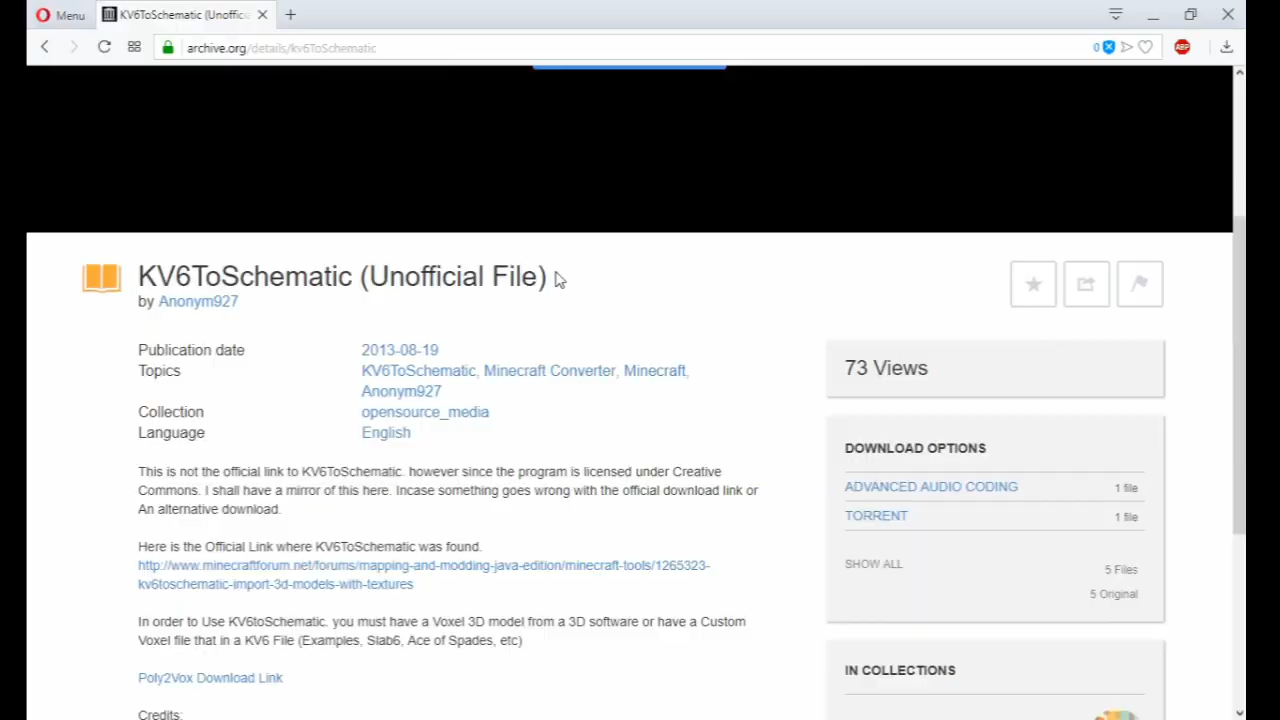 Menu
KV6ToSchematic (Unoffici
archive.org/details/kv6ToSchematic
0
ABP
KV6ToSchematic (Unofficial File)
by Anonym927
Publication date 2013-08-19
Topics KV6ToSchematic, Minecraft Converter, Minecraft,
Anonym927
Collection opensource_media
Language English
This is not the official link to KV6ToSchematic. however since the program is licensed under Creative
Commons. I shall have a mirror of this here. Incase something goes wrong with the official download link or
An alternative download.
Here is the Official Link where KV6ToSchematic was found.
http://www.minecraftforum.net/forums/mapping-and-modding-java-edition/minecraft-tools/1265323-
kv6toschematic-import-3d-models-with-textures
In order to Use KV6toSchematic. you must have a Voxel 3D model from a 3D software or have a Custom
Voxel file that in a KV6 File (Examples, Slab6, Ace of Spades, etc)
Poly2Vox Download Link
Credits:
73 Views
DOWNLOAD OPTIONS
ADVANCED AUDIO CODING 1 file
TORRENT 1 file
SHOW ALL 5 Files
5 Original
IN COLLECTIONS